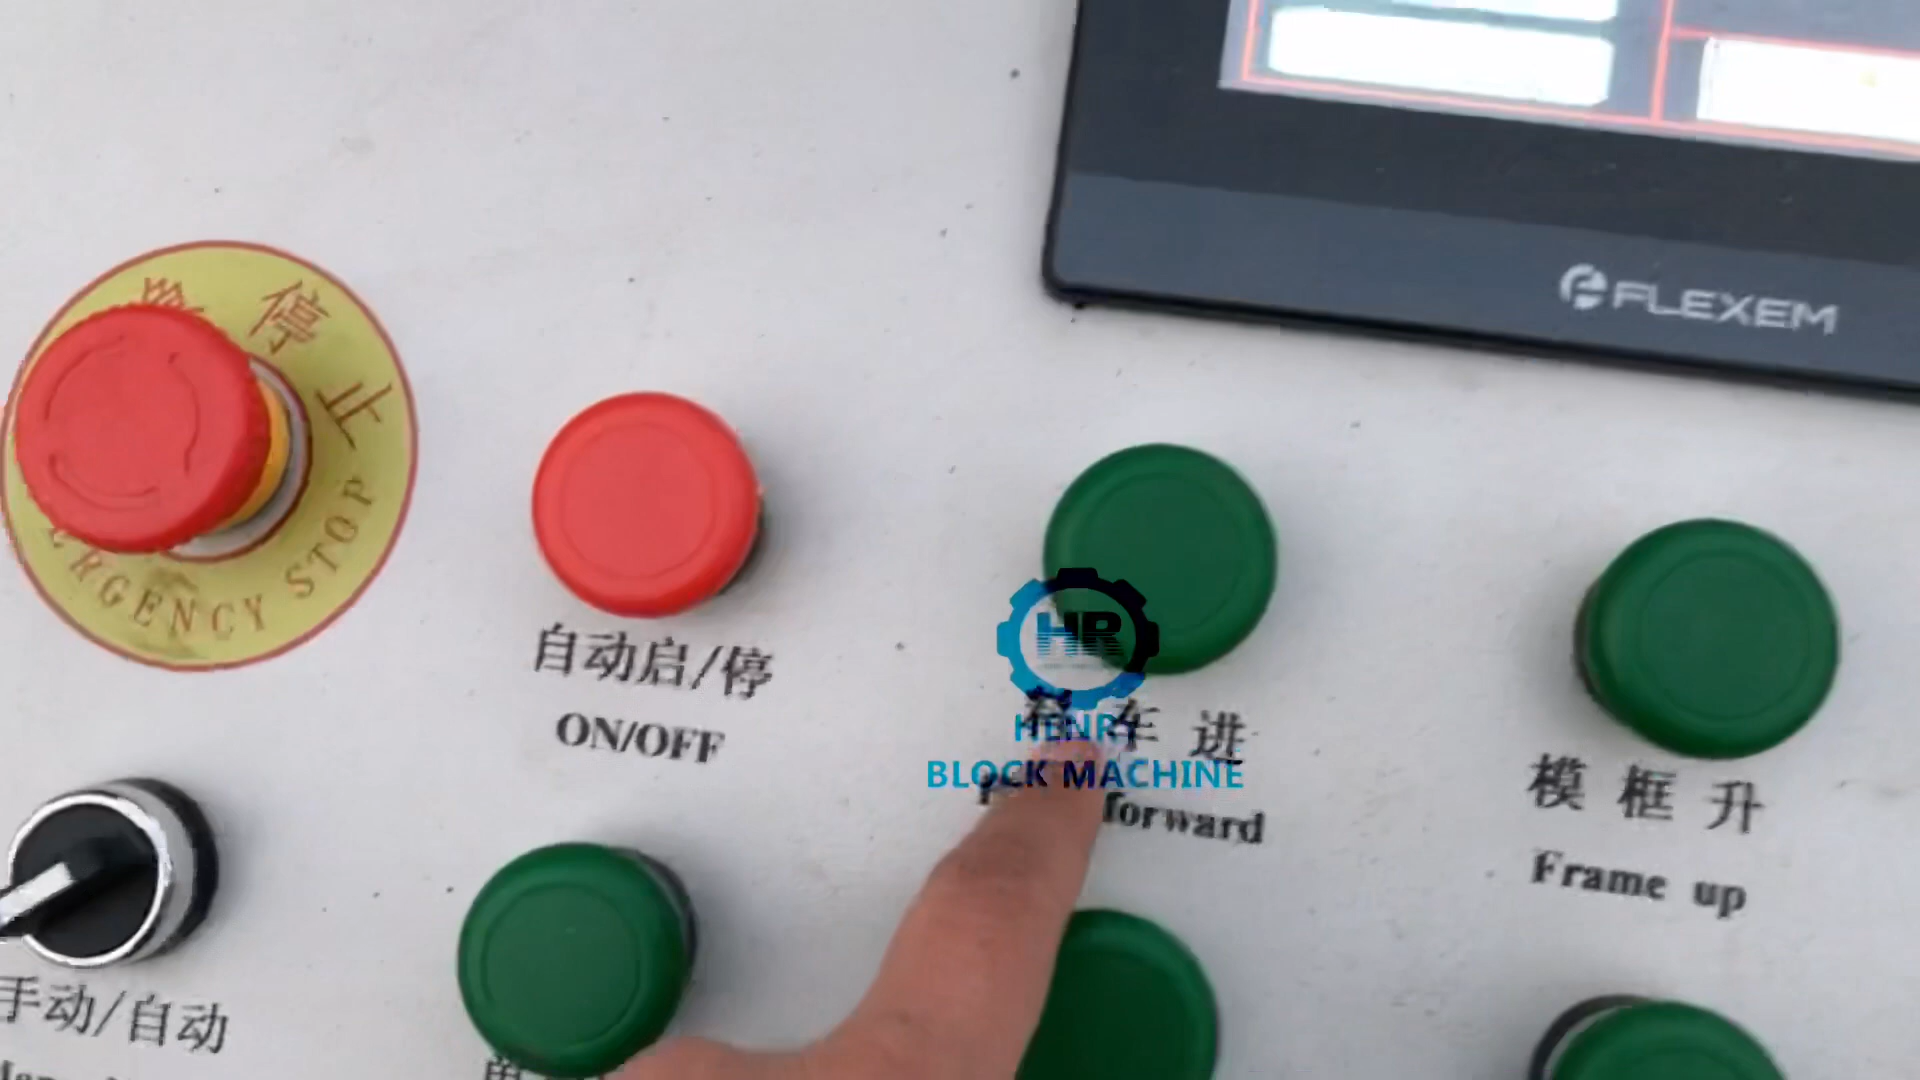 FLEXEM
停 止
EMERGENCY STOP
自动启/停
ON/OFF
车 进
forward
模 框 升
Frame up
手动/自动
HR
HENRY
BLOCK MACHINE